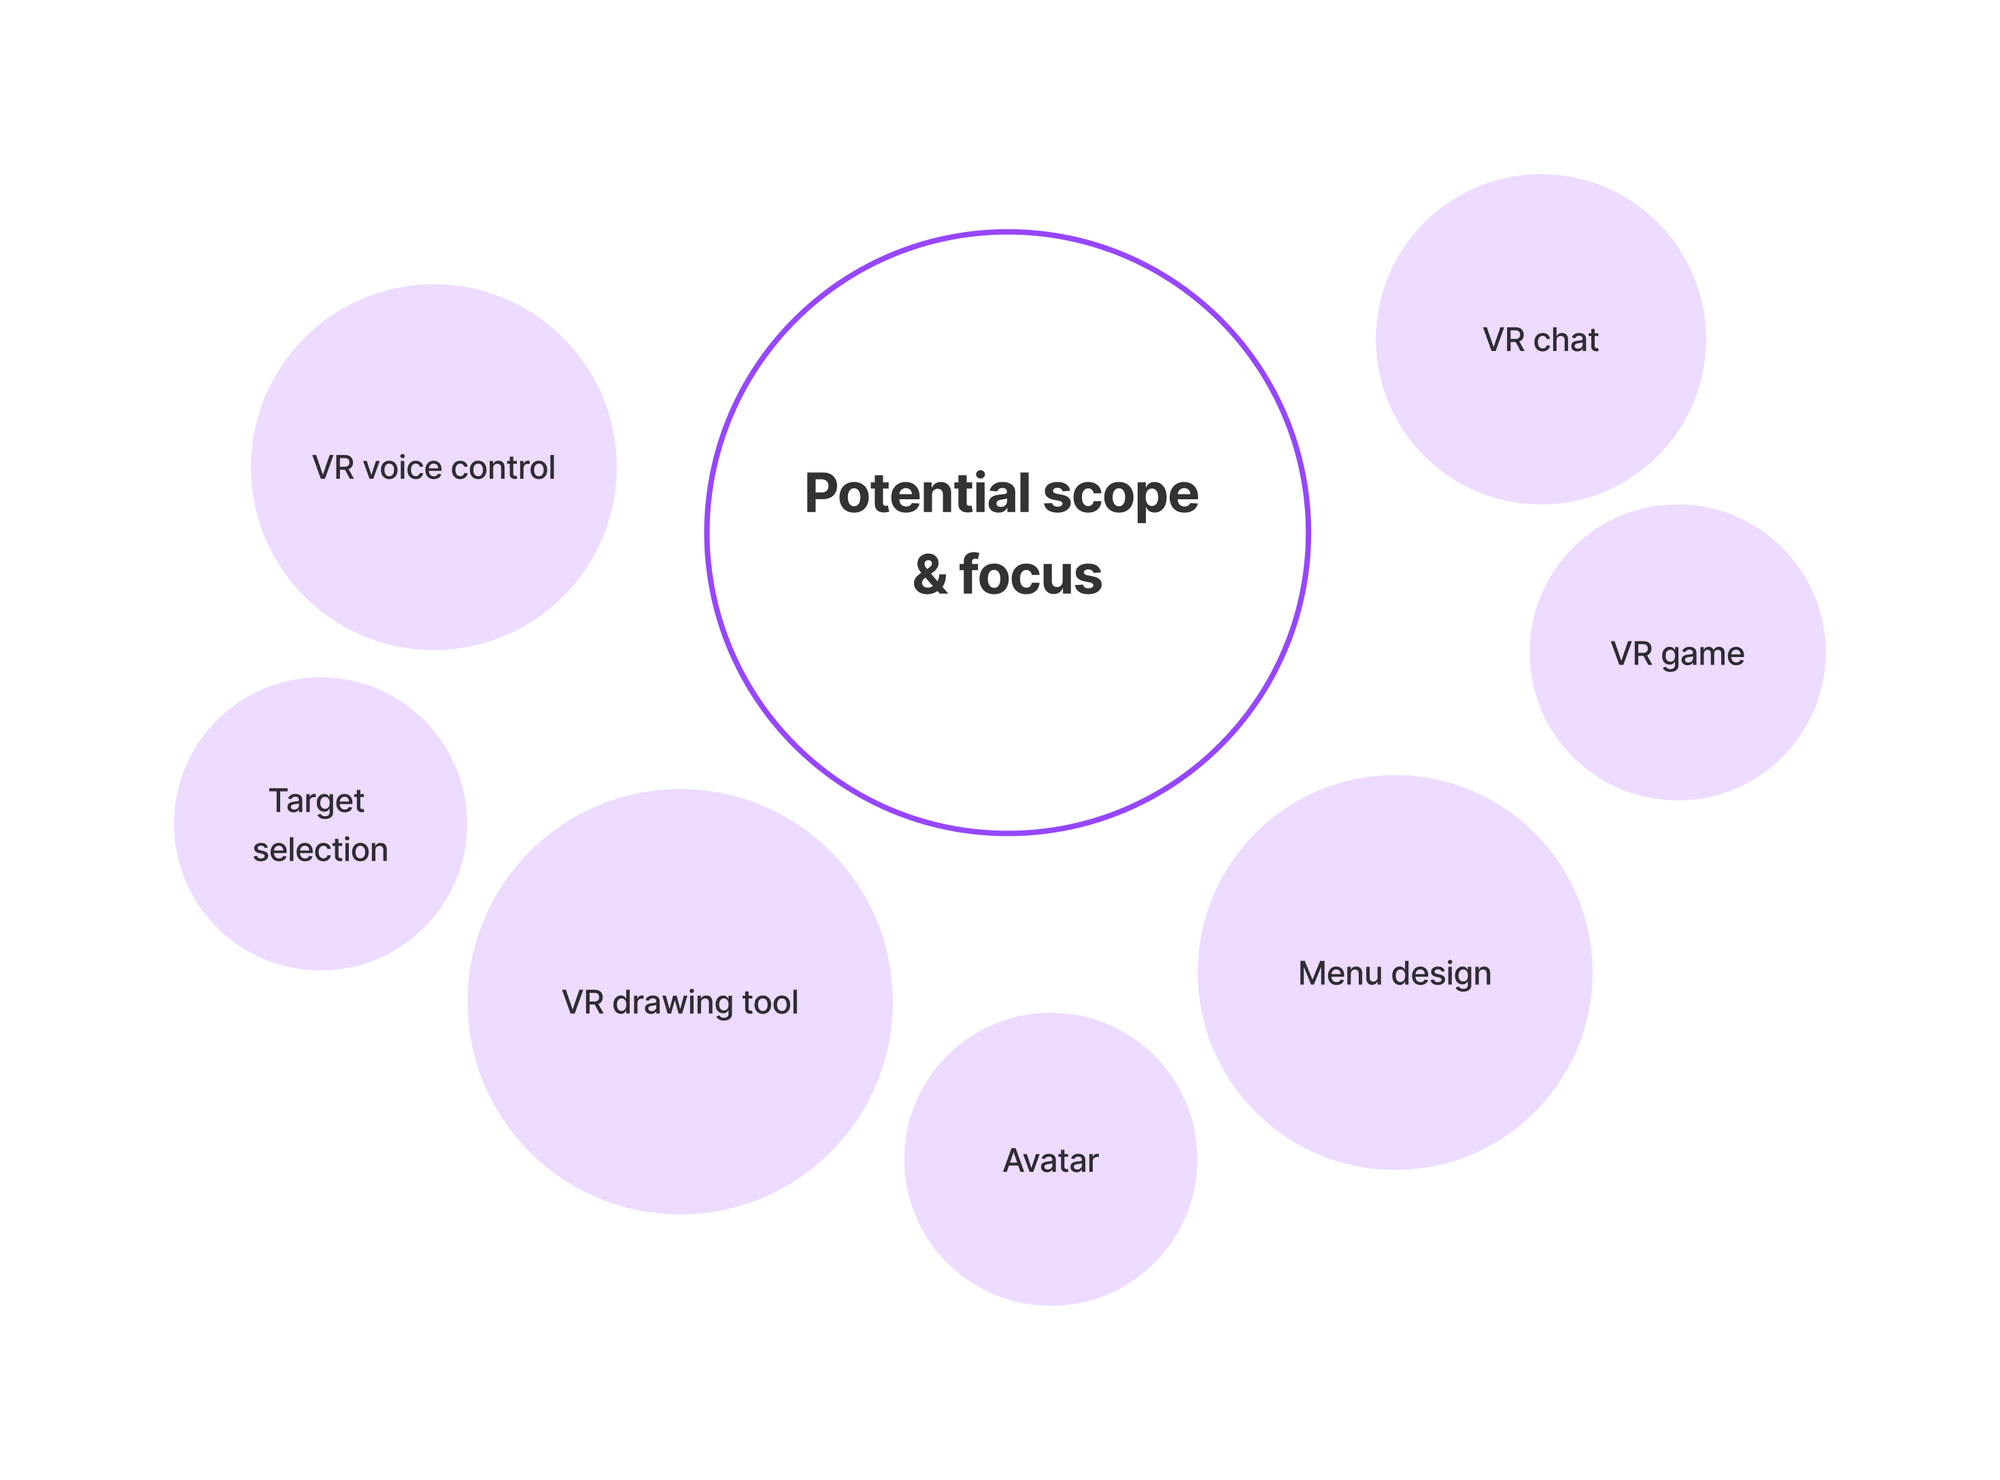 VR chat
VR voice control
Potential scope
& focus
VR game
Target
selection
VR drawing tool
Menu design
Avatar